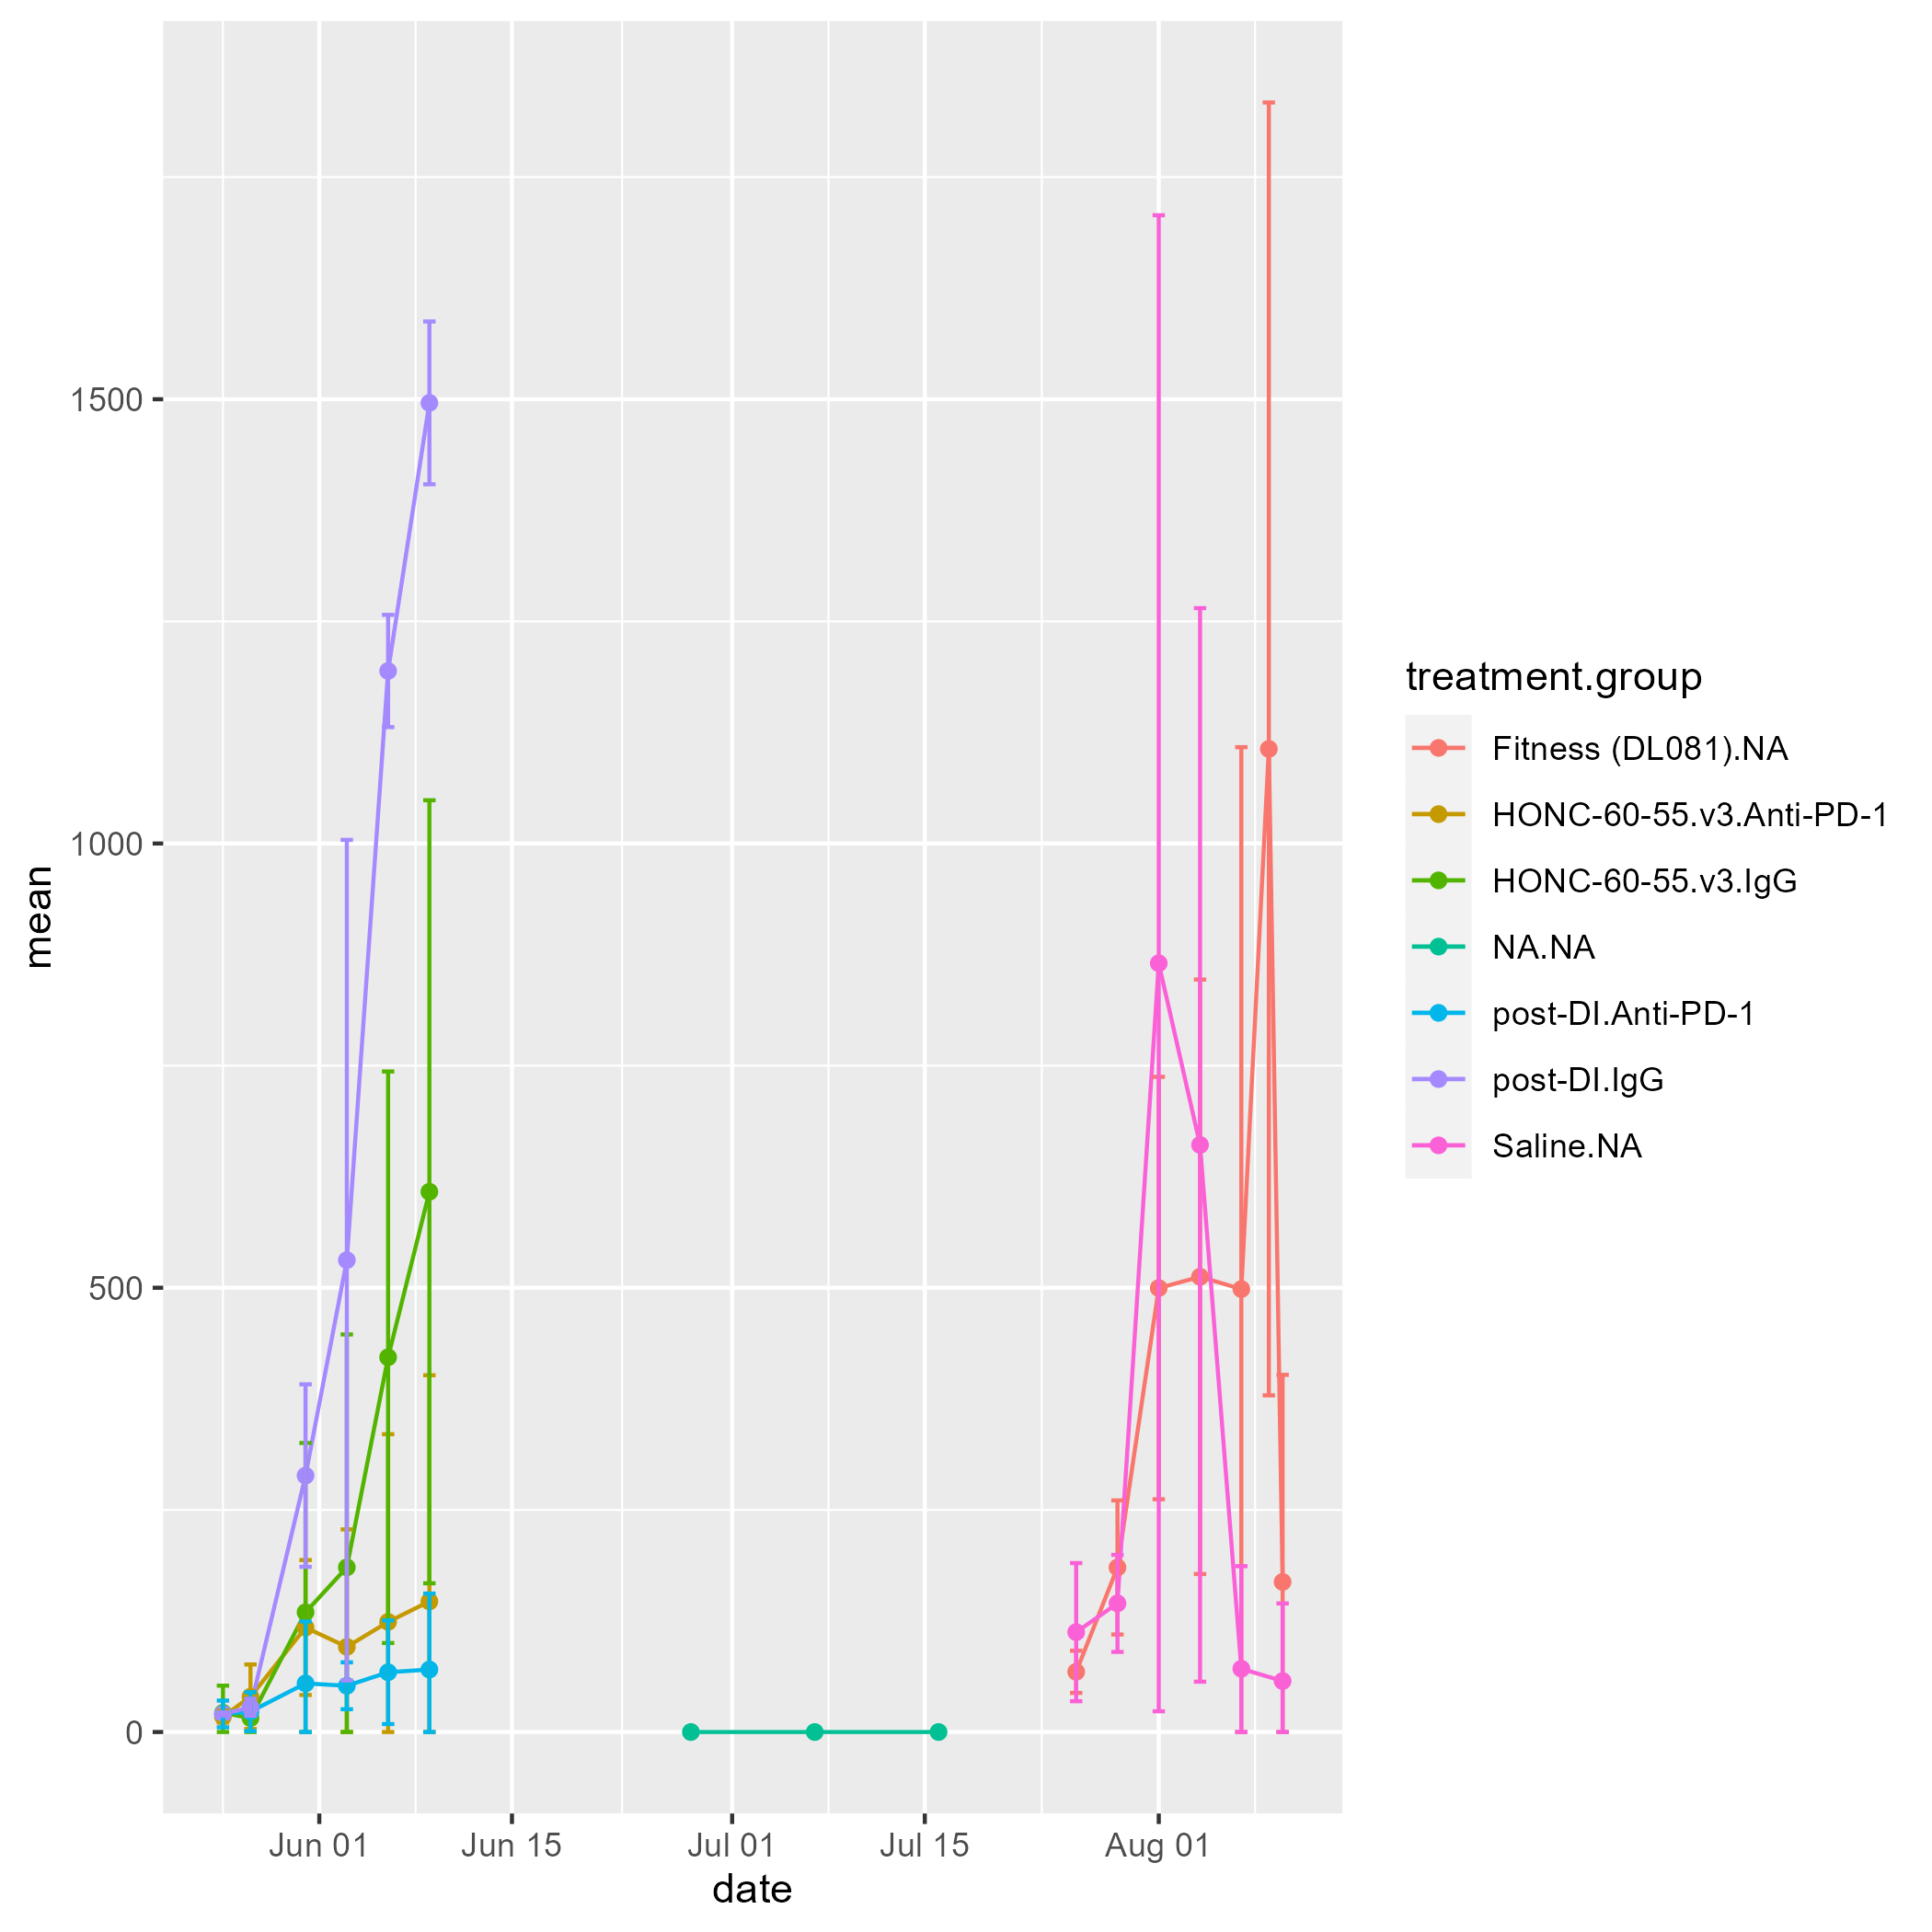 1500
1000
500
0
mean
Jun 01
Jun 15
Jul 01
Jul 15
Aug 01
date
treatment.group
Fitness (DL081).NA
HONC-60-55.v3.Anti-PD-1
HONC-60-55.v3.IgG
NA.NA
post-DI.Anti-PD-1
post-DI.IgG
Saline.NA